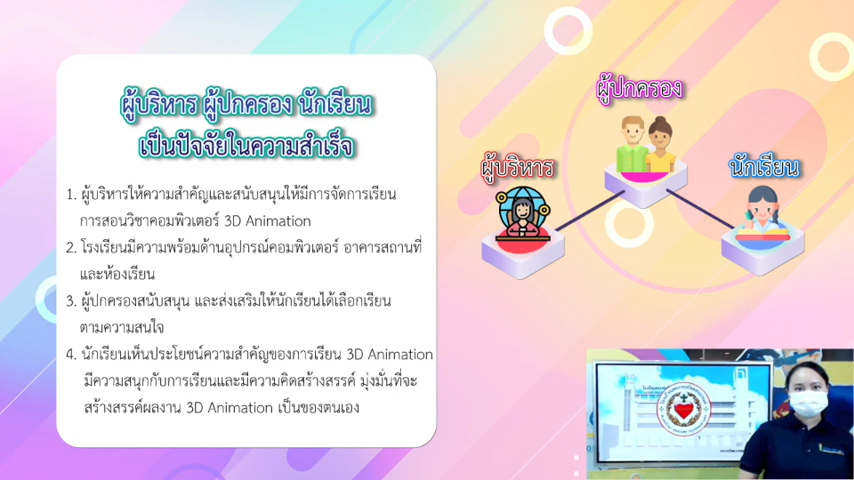 ผู้บริหาร ผู้ปกครอง นักเรียน
เป็นปัจจัยในความสำเร็จ
1. ผู้บริหารให้ความสำคัญและสนับสนุนให้มีการจัดการเรียน
การสอนวิชาคอมพิวเตอร์ 3D Animation
2. โรงเรียนมีความพร้อมด้านอุปกรณ์คอมพิวเตอร์ อาคารสถานที่
และห้องเรียน
3. ผู้ปกครองสนับสนุน และส่งเสริมให้นักเรียนได้เลือกเรียน
ตามความสนใจ
4. นักเรียนเห็นประโยชน์ความสำคัญของการเรียน 3D Animation
มีความสนุกกับการเรียนและมีความคิดสร้างสรรค์ มุ่งมั่นที่จะ
สร้างสรรค์ผลงาน 3D Animation เป็นของตนเอง
ผู้ปกครอง
ผู้บริหาร
นักเรียน